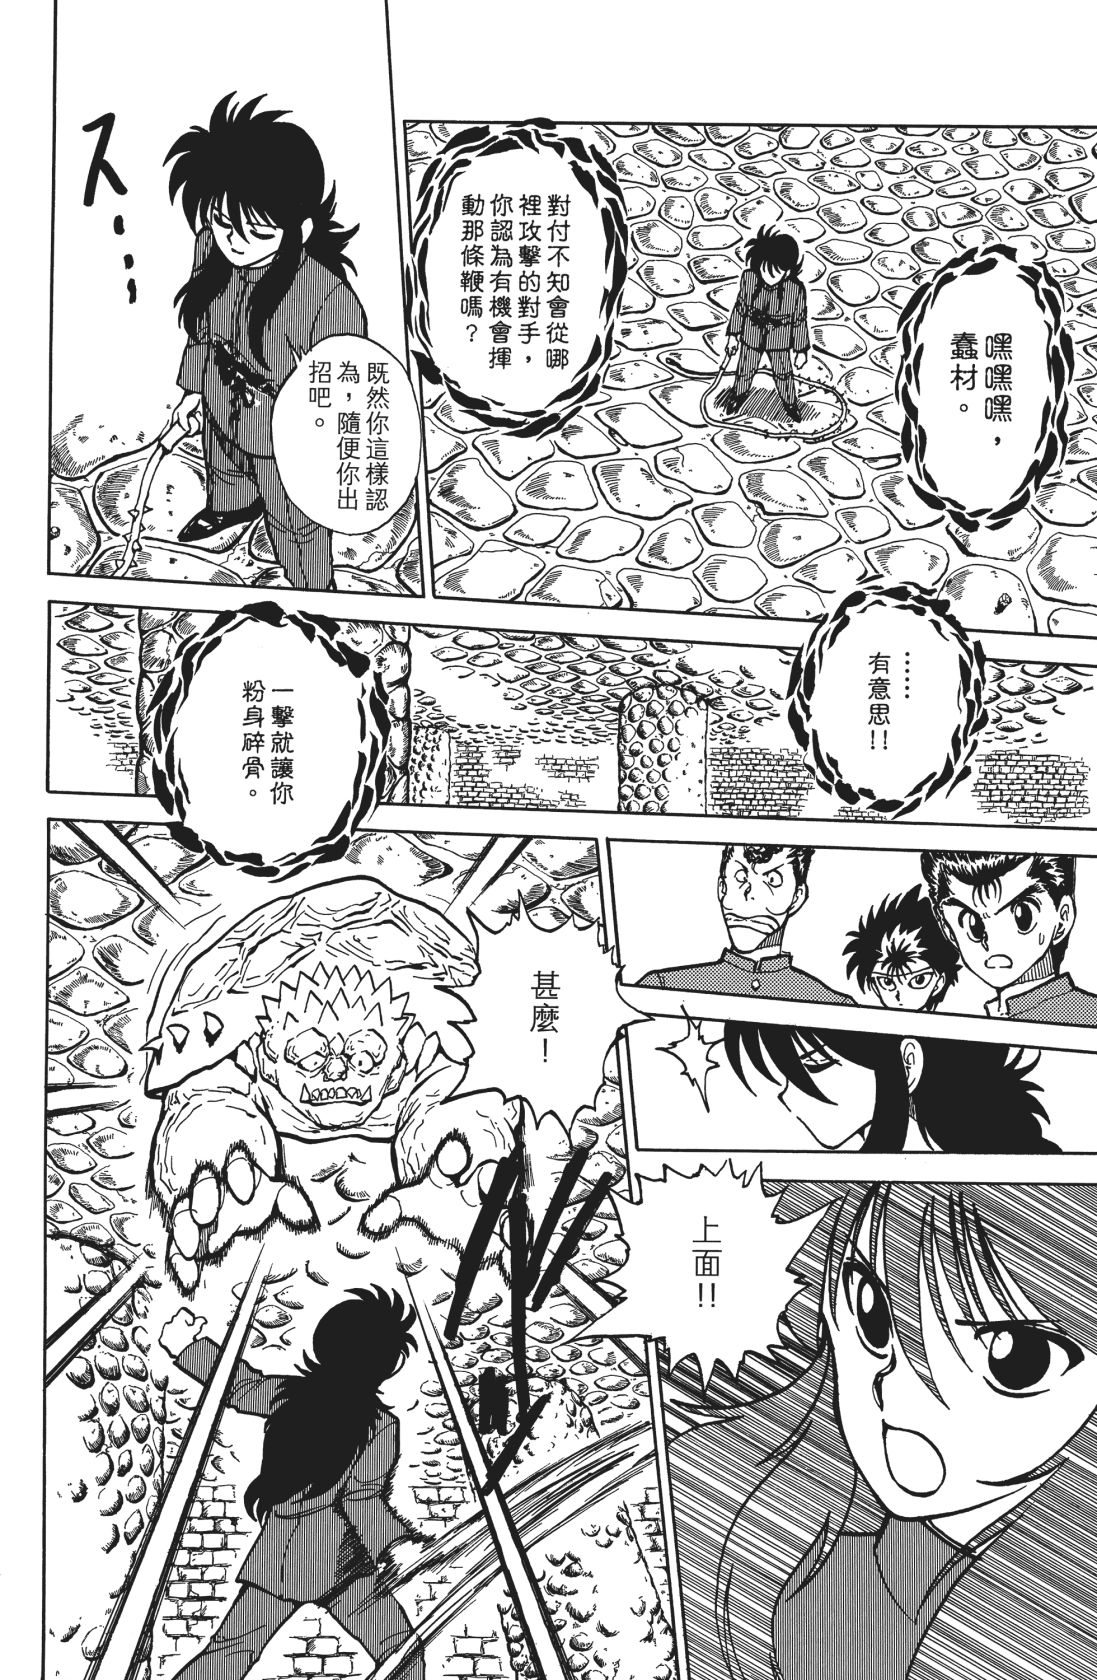 嘿嘿嘿，
蠢材。
對付不知會從哪
裡攻擊的對手，
你認為有機會揮
動那條鞭嗎？
既然你這樣認
為，隨便你出
招吧。
ス…
……
有意思!!
一擊就讓你
粉身碎骨。
上面!!
甚麼！